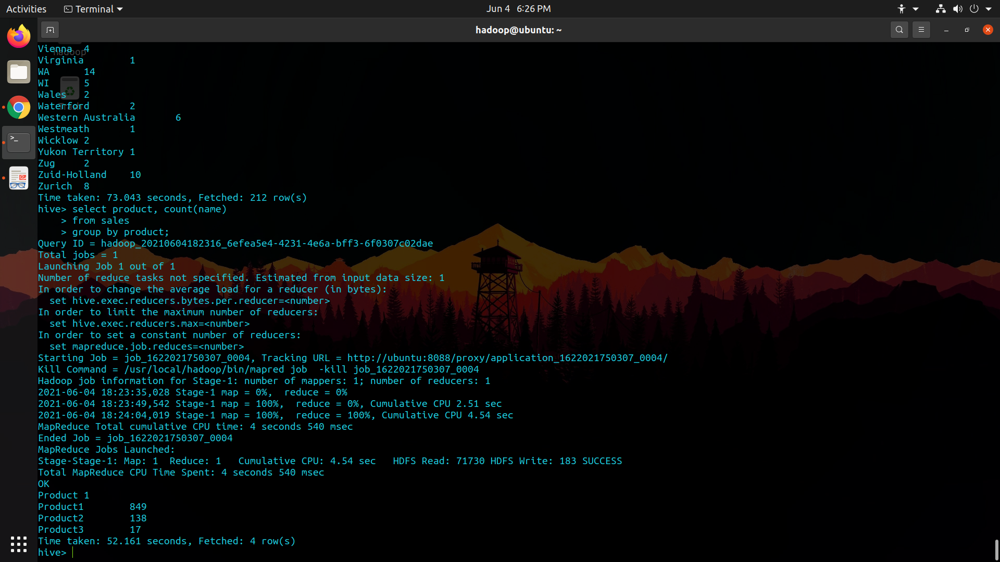 Activities Terminal Jun 4 6:26 PM
hadoop@ubuntu: ~
hadoop
Trash
Vienna 4
Virginia 1
WA 14
WI 5
Wales 2
Waterford 2
Western Australia 6
Westmeath 1
Wicklow 2
Yukon Territory 1
Zug 2
Zuid-Holland 10
Zurich 8
Time taken: 73.043 seconds, Fetched: 212 row(s)
hive> select product, count(name)
    > from sales
    > group by product;
Query ID = hadoop_20210604182316_6efea5e4-4231-4e6a-bff3-6f0307c02dae
Total jobs = 1
Launching Job 1 out of 1
Number of reduce tasks not specified. Estimated from input data size: 1
In order to change the average load for a reducer (in bytes):
  set hive.exec.reducers.bytes.per.reducer=<number>
In order to limit the maximum number of reducers:
  set hive.exec.reducers.max=<number>
In order to set a constant number of reducers:
  set mapreduce.job.reduces=<number>
Starting Job = job_1622021750307_0004, Tracking URL = http://ubuntu:8088/proxy/application_1622021750307_0004/
Kill Command = /usr/local/hadoop/bin/mapred job  -kill job_1622021750307_0004
Hadoop job information for Stage-1: number of mappers: 1; number of reducers: 1
2021-06-04 18:23:35,028 Stage-1 map = 0%,  reduce = 0%
2021-06-04 18:23:49,542 Stage-1 map = 100%,  reduce = 0%, Cumulative CPU 2.51 sec
2021-06-04 18:24:04,019 Stage-1 map = 100%,  reduce = 100%, Cumulative CPU 4.54 sec
MapReduce Total cumulative CPU time: 4 seconds 540 msec
Ended Job = job_1622021750307_0004
MapReduce Jobs Launched:
Stage-Stage-1: Map: 1  Reduce: 1   Cumulative CPU: 4.54 sec   HDFS Read: 71730 HDFS Write: 183 SUCCESS
Total MapReduce CPU Time Spent: 4 seconds 540 msec
OK
Product 1
Product1 849
Product2 138
Product3 17
Time taken: 52.161 seconds, Fetched: 4 row(s)
hive>